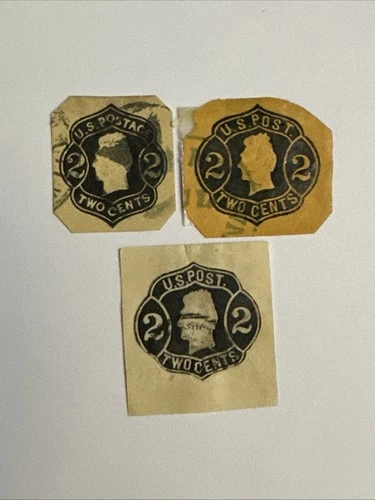 U.S. POSTAGE
2 2
TWO CENTS
U.S. POST.
2 2
TWO CENTS
U.S. POST.
2 2
TWO CENTS